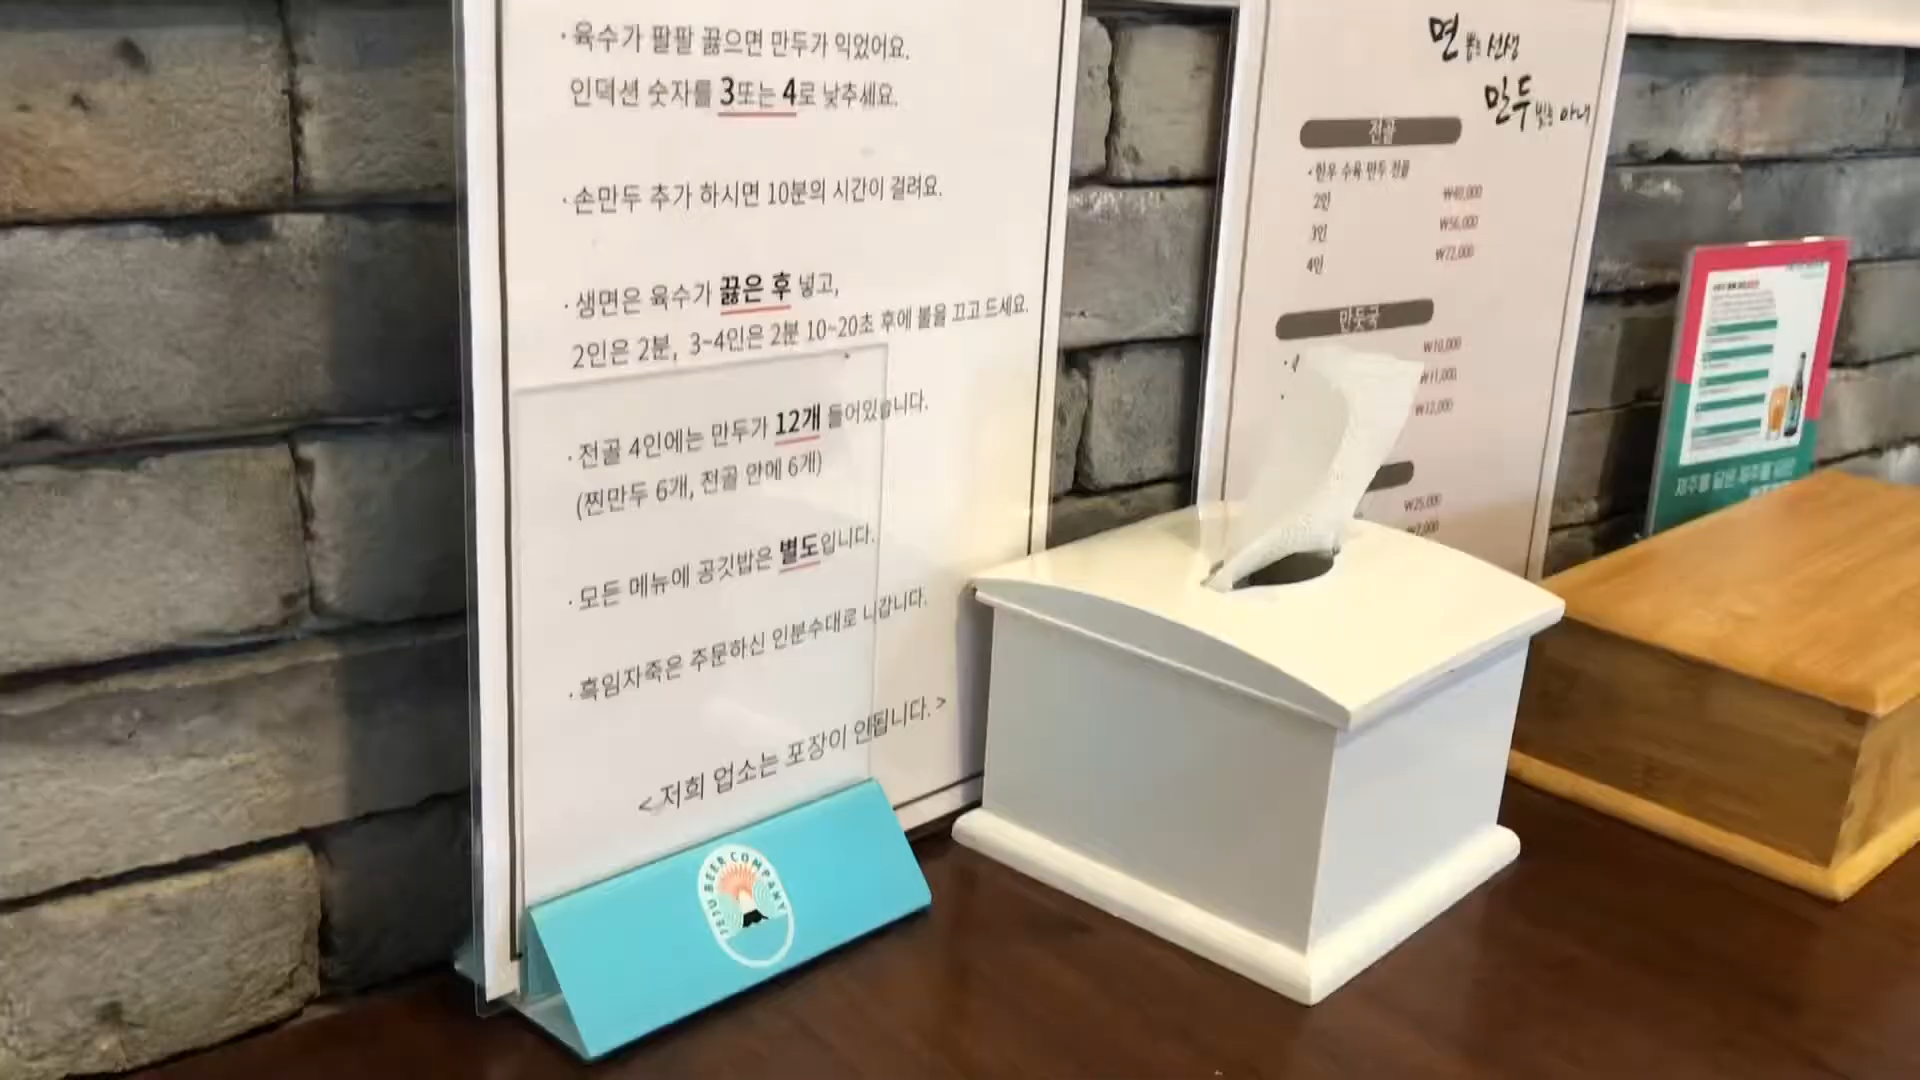 · 육수가 팔팔 끓으면 만두가 익었어요.
인덕션 숫자를 3또는 4로 낮추세요.
· 손만두 추가 하시면 10분의 시간이 걸려요.
· 생면은 육수가 끓은 후 넣고,
2인은 2분, 3~4인은 2분 10~20초 후에 불을 끄고 드세요.
· 전골 4인에는 만두가 12개 들어있습니다.
(찐만두 6개, 전골 안에 6개)
· 모든 메뉴에 공깃밥은 별도입니다.
· 흑임자죽은 주문하신 인분수대로 나갑니다.
< 저희 업소는 포장이 안됩니다. >
JEJU BEER COMPANY
면 뽑는 선생
만두 빚는 아내
전골
· 한우 수육 만두 전골
2인 ₩40,000
3인 ₩56,000
4인 ₩72,000
만둣국
₩10,000
₩11,000
₩12,000
₩25,000